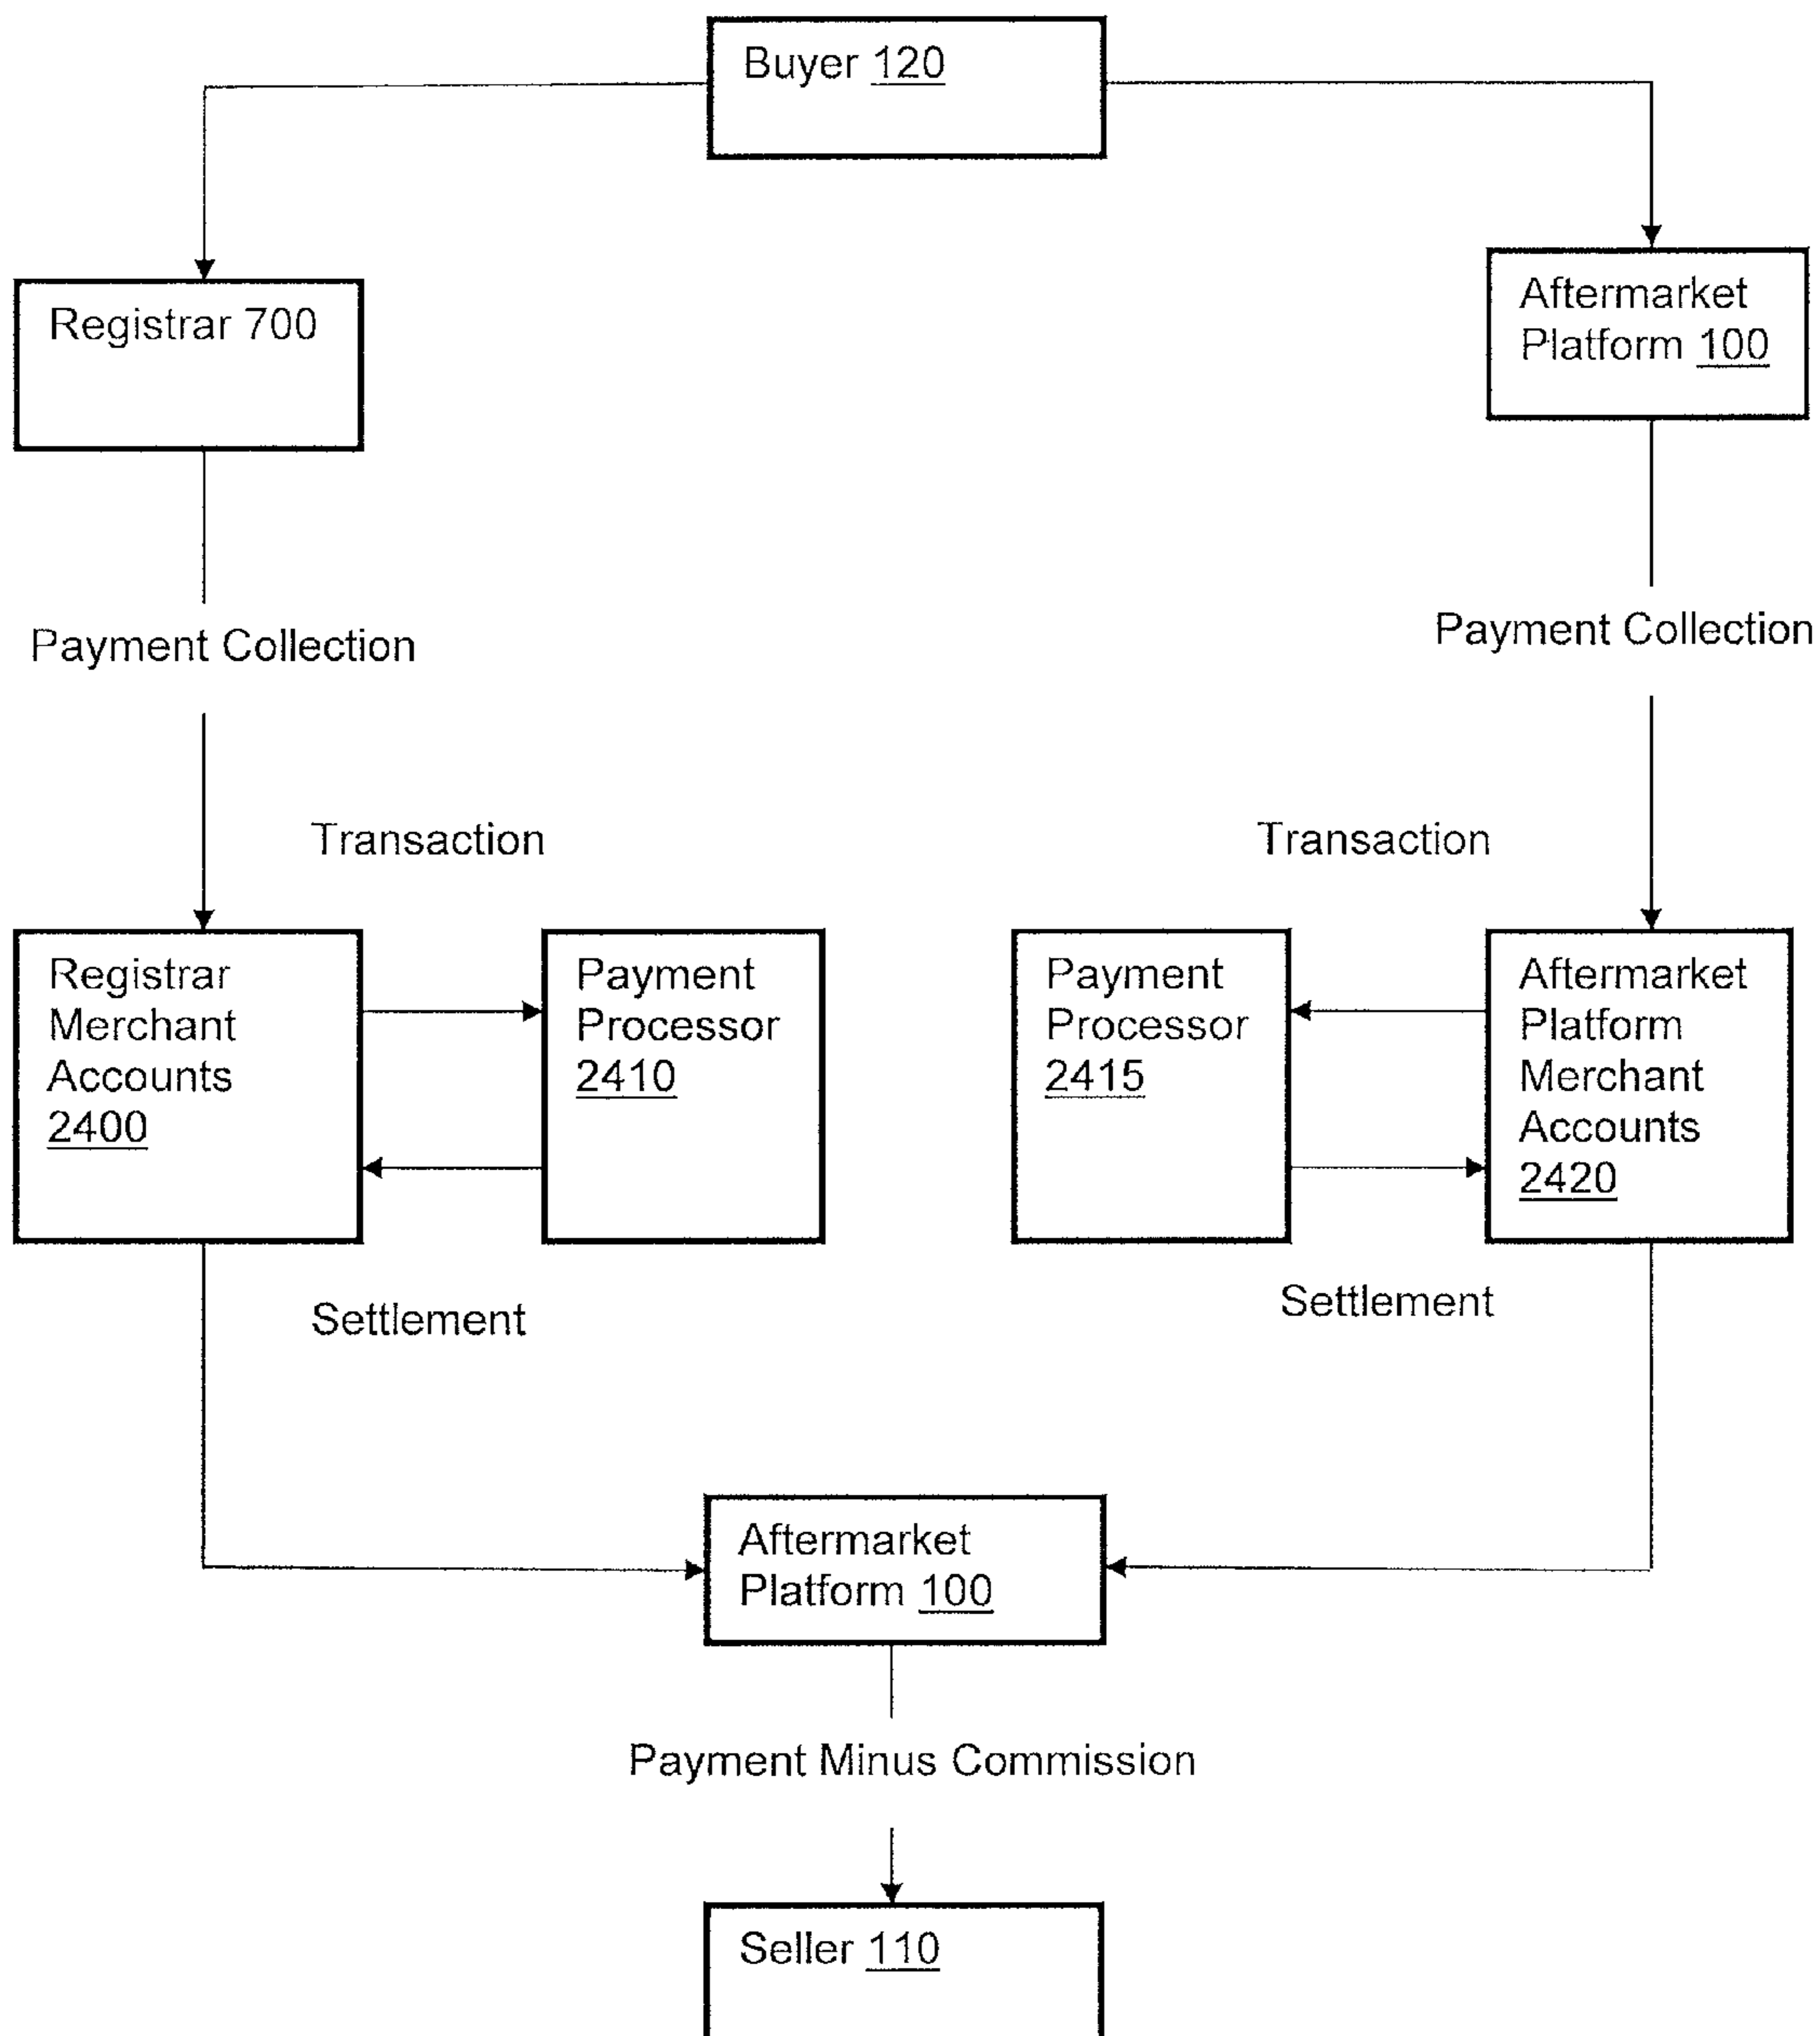 Buyer 120
Registrar 700
Aftermarket
Platform 100
Payment Collection
Payment Collection
Transaction
Transaction
Registrar
Merchant
Accounts
2400
Payment
Processor
2410
Payment
Processor
2415
Aftermarket
Platform
Merchant
Accounts
2420
Settlement
Settlement
Aftermarket
Platform 100
Payment Minus Commission
Seller 110